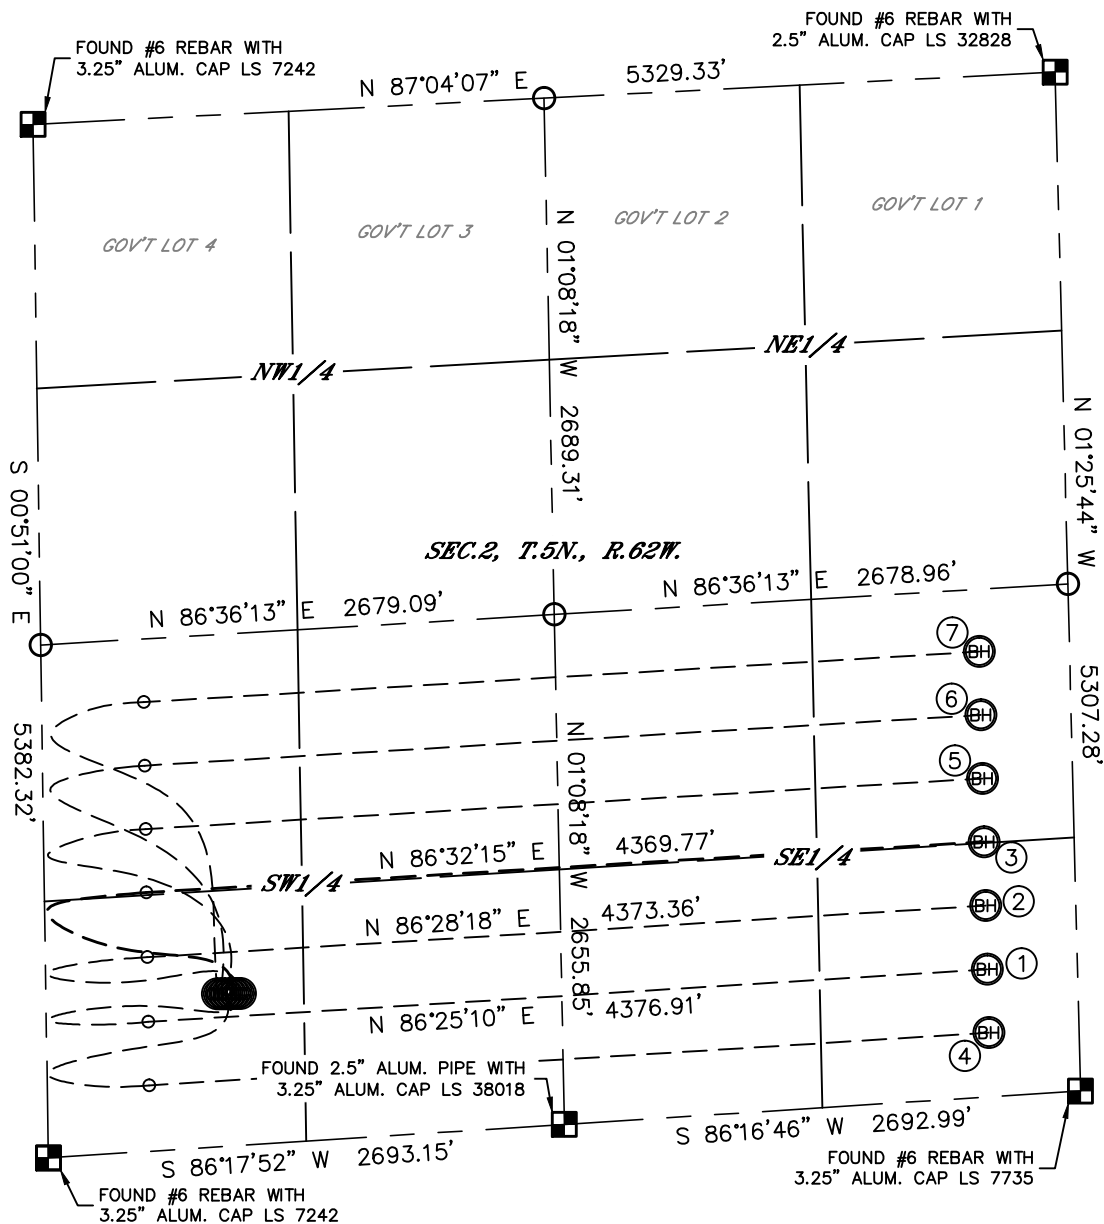 FOUND #6 REBAR WITH
2.5" ALUM. CAP LS 32828
FOUND #6 REBAR WITH
3.25" ALUM. CAP LS 7242
N 87°04'07" E 5329.33'
GOV'T LOT 4
GOV'T LOT 3
GOV'T LOT 2
GOV'T LOT 1
N 01°08'18" W 2689.31'
NW1/4
NE1/4
S 00°51'00" E 5382.32'
N 01°25'44" W 5307.28'
SEC.2, T.5N., R.62W.
N 86°36'13" E 2679.09'
N 86°36'13" E 2678.96'
7
BH
6
BH
5
BH
N 01°08'18" W 2655.85'
N 86°32'15" E 4369.77'
BH
3
SW1/4
SE1/4
N 86°28'18" E 4373.36'
BH
2
BH
1
N 86°25'10" E 4376.91'
BH
4
FOUND 2.5" ALUM. PIPE WITH
3.25" ALUM. CAP LS 38018
S 86°17'52" W 2693.15'
S 86°16'46" W 2692.99'
FOUND #6 REBAR WITH
3.25" ALUM. CAP LS 7735
FOUND #6 REBAR WITH
3.25" ALUM. CAP LS 7242